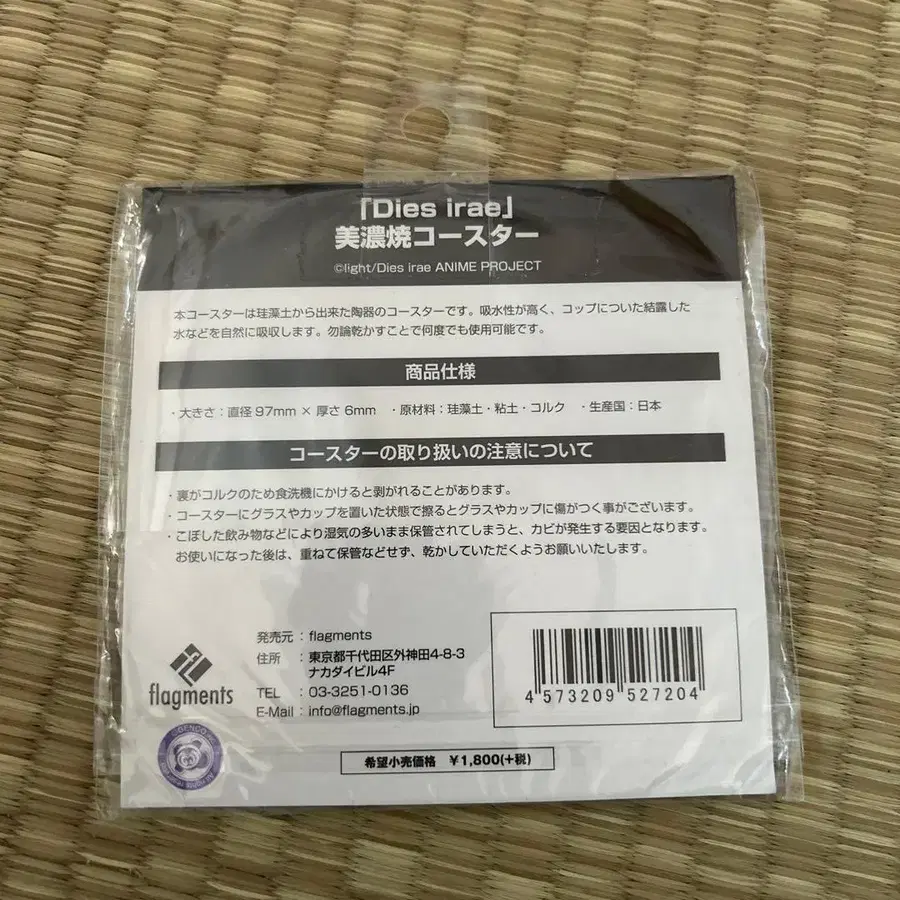 「Dies irae」
美濃焼コースター
©light/Dies irae ANIME PROJECT
本コースターは珪藻土から出来た陶器のコースターです。吸水性が高く、コップについた結露した
水などを自然に吸収します。勿論乾かすことで何度でも使用可能です。
商品仕様
・大きさ：直径97mm × 厚さ6mm ・原材料：珪藻土・粘土・コルク ・生産国：日本
コースターの取り扱いの注意について
・裏がコルクのため食洗機にかけると剥がれることがあります。
・コースターにグラスやカップを置いた状態で擦るとグラスやカップに傷がつく事がございます。
・こぼした飲み物などにより湿気の多いまま保管されてしまうと、カビが発生する要因となります。
お使いになった後は、重ねて保管などせず、乾かしていただくようお願いいたします。
発売元：flagments
住所：東京都千代田区外神田4-8-3
ナカダイビル4F
TEL：03-3251-0136
E-Mail：info@flagments.jp
flagments
4 573209 527204
GENCO
希望小売価格 ￥1,800(+税)